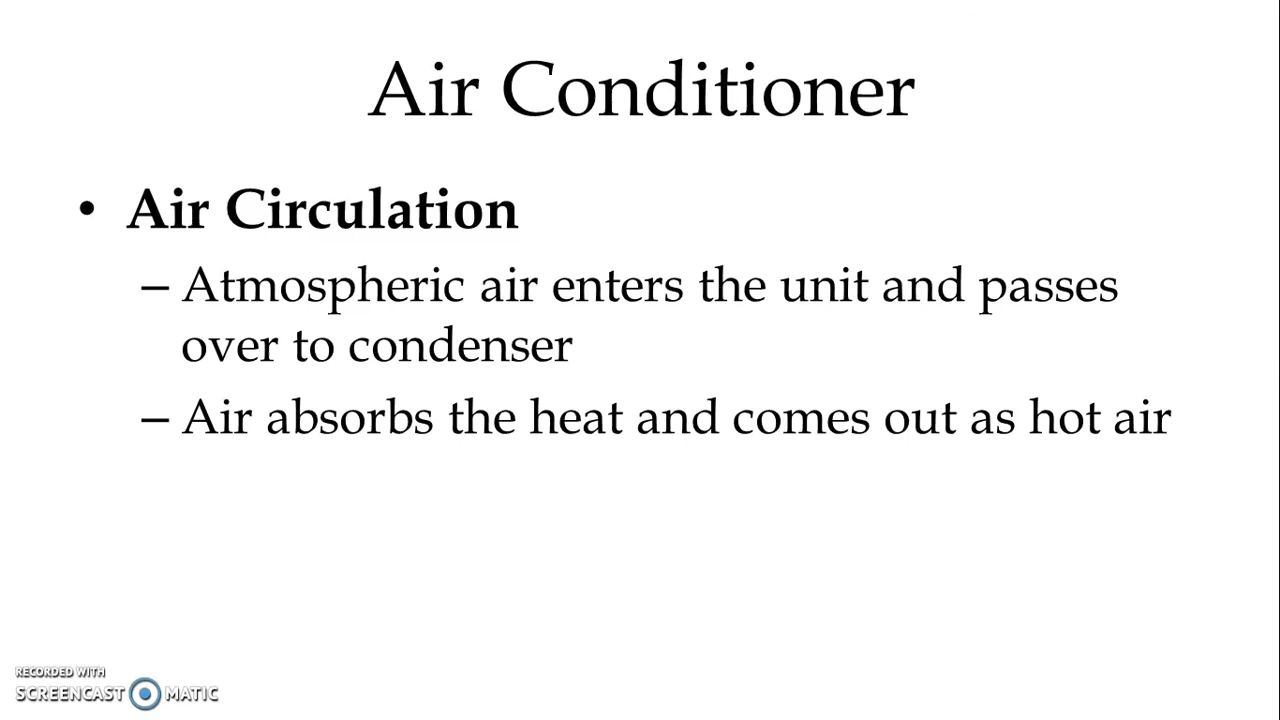 Air Conditioner
• Air Circulation
– Atmospheric air enters the unit and passes
over to condenser
– Air absorbs the heat and comes out as hot air
RECORDED WITH
SCREENCAST MATIC